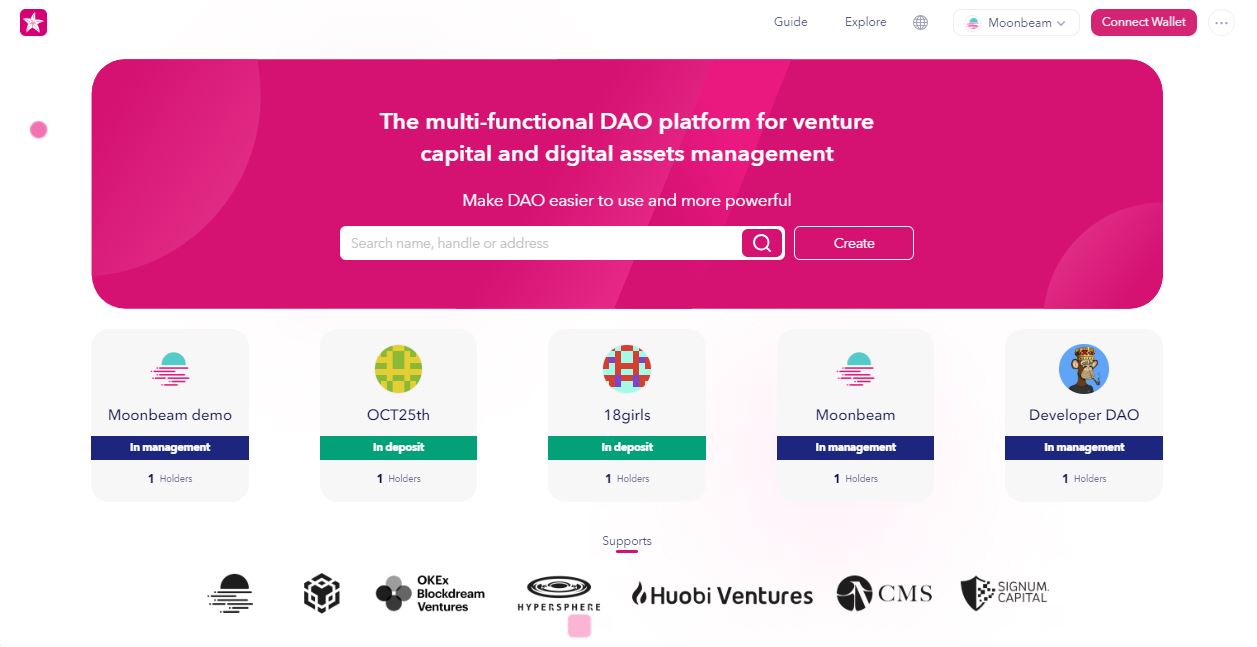 Guide
Explore
Moonbeam
Connect Wallet
The multi-functional DAO platform for venture
capital and digital assets management
Make DAO easier to use and more powerful
Search name, handle or address
Create
Moonbeam demo
In management
1 Holders
OCT25th
In deposit
1 Holders
18girls
In deposit
1 Holders
Moonbeam
In management
1 Holders
Developer DAO
In management
1 Holders
Supports
OKEx
Blockdream
Ventures
HYPERSPHERE
Huobi Ventures
CMS
SIGNUM.
CAPITAL